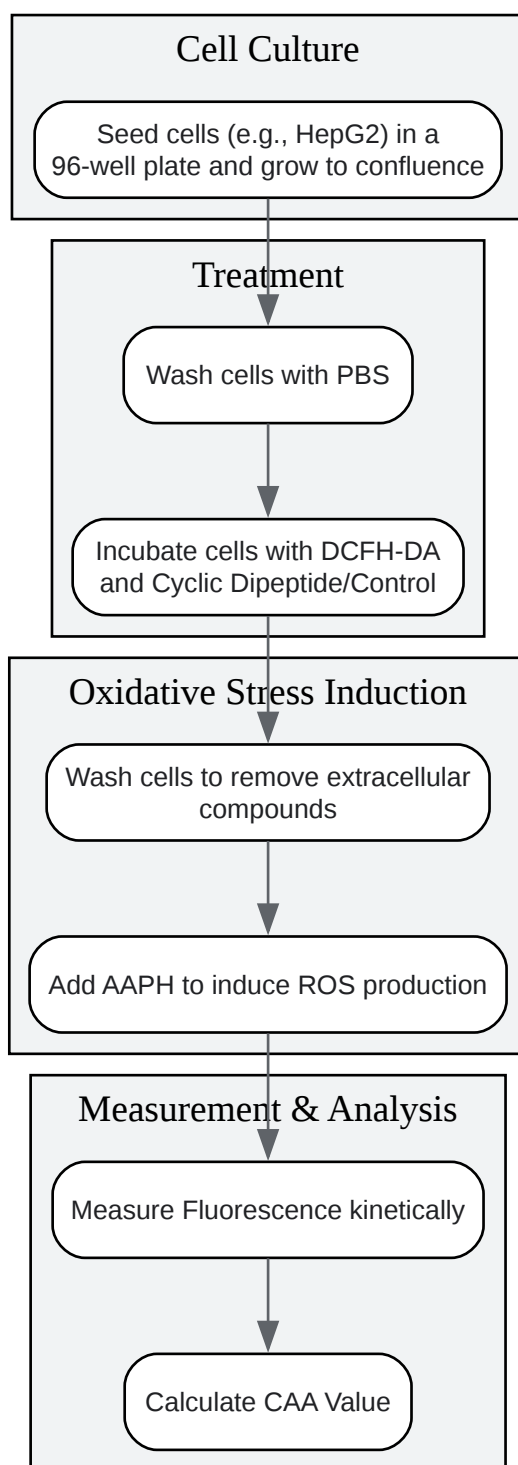 Cell Culture
Seed cells (e.g., HepG2) in a
96-well plate and grow to confluence
Treatment
Wash cells with PBS
Incubate cells with DCFH-DA
and Cyclic Dipeptide/Control
Oxidative Stress Induction
Wash cells to remove extracellular
compounds
Add AAPH to induce ROS production
Measurement & Analysis
Measure Fluorescence kinetically
Calculate CAA Value